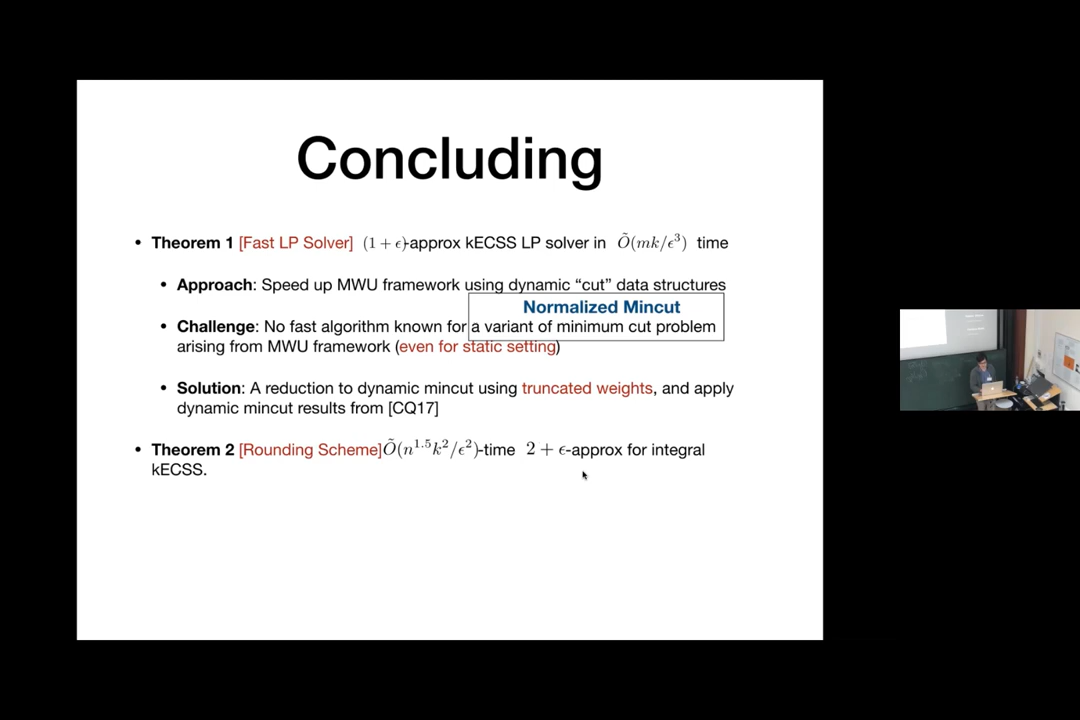 Concluding
• Theorem 1 [Fast LP Solver] (1 + ϵ)-approx kECSS LP solver in Õ(mk/ϵ³) time
• Approach: Speed up MWU framework using dynamic “cut” data structures
Normalized Mincut
• Challenge: No fast algorithm known for a variant of minimum cut problem
arising from MWU framework (even for static setting)
• Solution: A reduction to dynamic mincut using truncated weights, and apply
dynamic mincut results from [CQ17]
• Theorem 2 [Rounding Scheme] Õ(n¹·⁵k²/ϵ²)-time 2 + ϵ-approx for integral
kECSS.